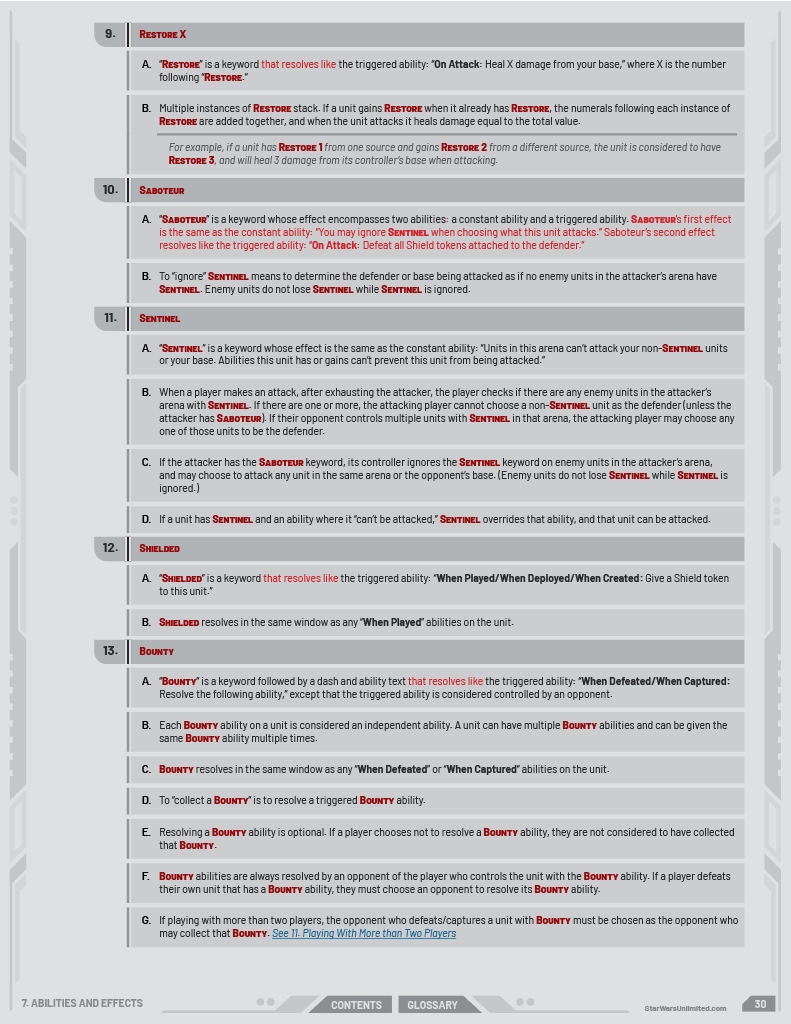 9. Restore X
A. "Restore" is a keyword that resolves like the triggered ability: "On Attack: Heal X damage from your base," where X is the number
following "Restore."
B. Multiple instances of Restore stack. If a unit gains Restore when it already has Restore, the numerals following each instance of
Restore are added together, and when the unit attacks it heals damage equal to the total value.
For example, if a unit has Restore 1 from one source and gains Restore 2 from a different source, the unit is considered to have
Restore 3, and will heal 3 damage from its controller's base when attacking.
10. Saboteur
A. "Saboteur" is a keyword whose effect encompasses two abilities: a constant ability and a triggered ability. Saboteur's first effect
is the same as the constant ability: "You may ignore Sentinel when choosing what this unit attacks." Saboteur's second effect
resolves like the triggered ability: "On Attack: Defeat all Shield tokens attached to the defender."
B. To "ignore" Sentinel means to determine the defender or base being attacked as if no enemy units in the attacker's arena have
Sentinel. Enemy units do not lose Sentinel while Sentinel is ignored.
11. Sentinel
A. "Sentinel" is a keyword whose effect is the same as the constant ability: "Units in this arena can't attack your non-Sentinel units
or your base. Abilities this unit has or gains can't prevent this unit from being attacked."
B. When a player makes an attack, after exhausting the attacker, the player checks if there are any enemy units in the attacker's
arena with Sentinel. If there are one or more, the attacking player cannot choose a non-Sentinel unit as the defender (unless the
attacker has Saboteur). If their opponent controls multiple units with Sentinel in that arena, the attacking player may choose any
one of those units to be the defender.
C. If the attacker has the Saboteur keyword, its controller ignores the Sentinel keyword on enemy units in the attacker's arena,
and may choose to attack any unit in the same arena or the opponent's base. (Enemy units do not lose Sentinel while Sentinel is
ignored.)
D. If a unit has Sentinel and an ability where it "can't be attacked," Sentinel overrides that ability, and that unit can be attacked.
12. Shielded
A. "Shielded" is a keyword that resolves like the triggered ability: "When Played/When Deployed/When Created: Give a Shield token
to this unit."
B. Shielded resolves in the same window as any "When Played" abilities on the unit.
13. Bounty
A. "Bounty" is a keyword followed by a dash and ability text that resolves like the triggered ability: "When Defeated/When Captured:
Resolve the following ability," except that the triggered ability is considered controlled by an opponent.
B. Each Bounty ability on a unit is considered an independent ability. A unit can have multiple Bounty abilities and can be given the
same Bounty ability multiple times.
C. Bounty resolves in the same window as any "When Defeated" or "When Captured" abilities on the unit.
D. To "collect a Bounty" is to resolve a triggered Bounty ability.
E. Resolving a Bounty ability is optional. If a player chooses not to resolve a Bounty ability, they are not considered to have collected
that Bounty.
F. Bounty abilities are always resolved by an opponent of the player who controls the unit with the Bounty ability. If a player defeats
their own unit that has a Bounty ability, they must choose an opponent to resolve its Bounty ability.
G. If playing with more than two players, the opponent who defeats/captures a unit with Bounty must be chosen as the opponent who
may collect that Bounty. See 11. Playing With More than Two Players
7. ABILITIES AND EFFECTS CONTENTS GLOSSARY StarWarsUnlimited.com 30